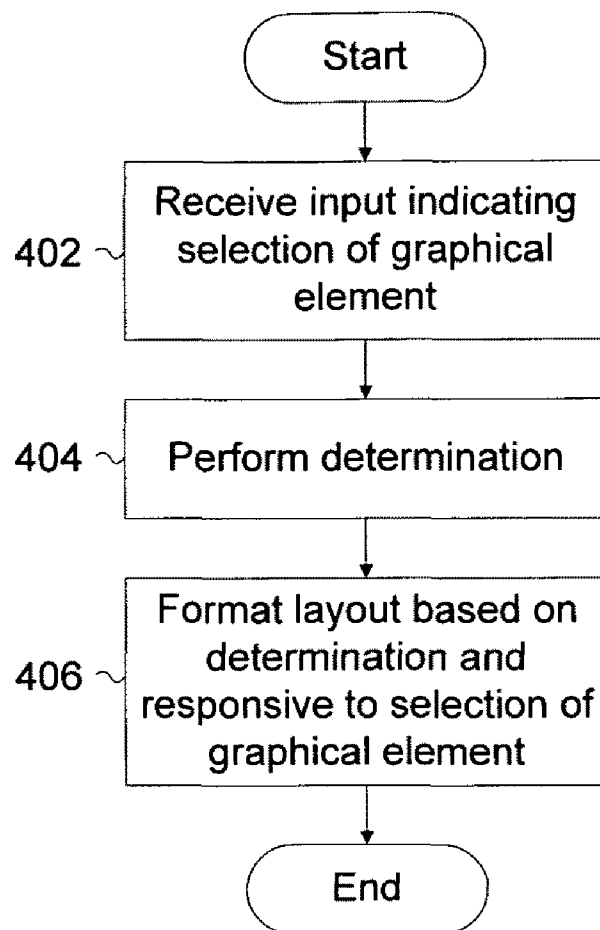 Start
Receive input indicating
402
selection of graphical
element
404
Perform determination
Format layout based on
determination and
406
responsive to selection of
graphical element
End